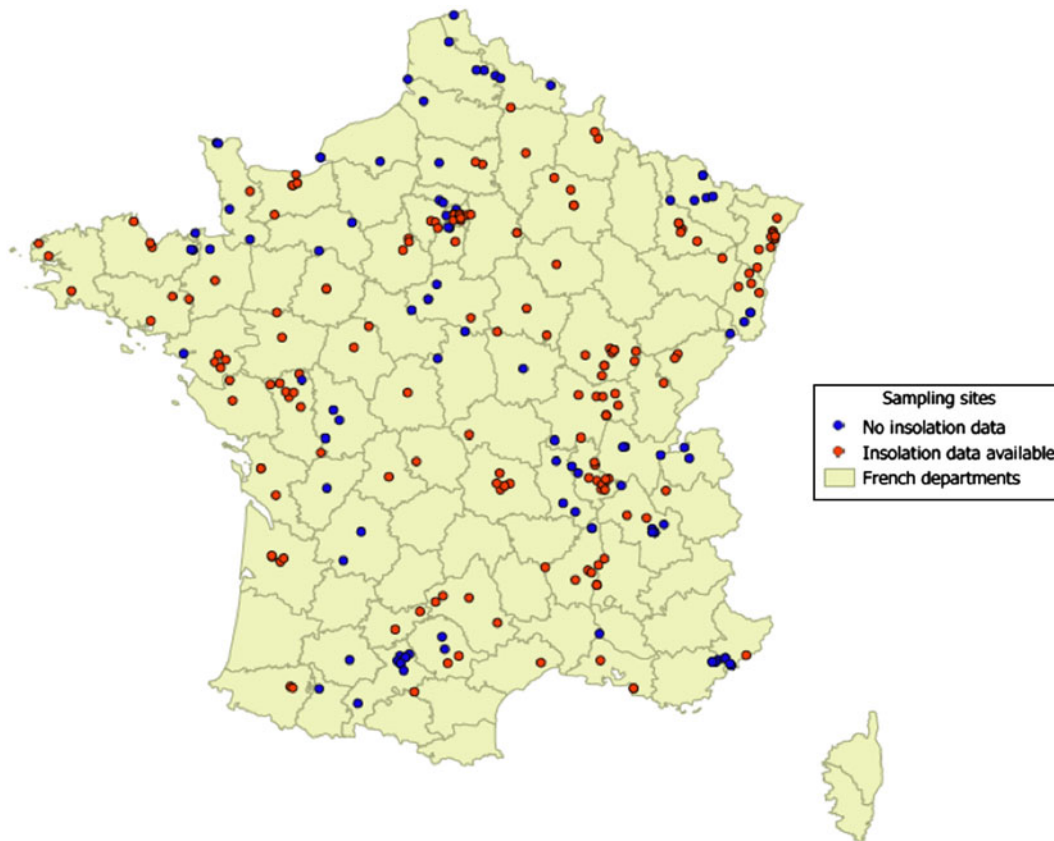 Sampling sites
No insolation data
Insolation data available
French departments